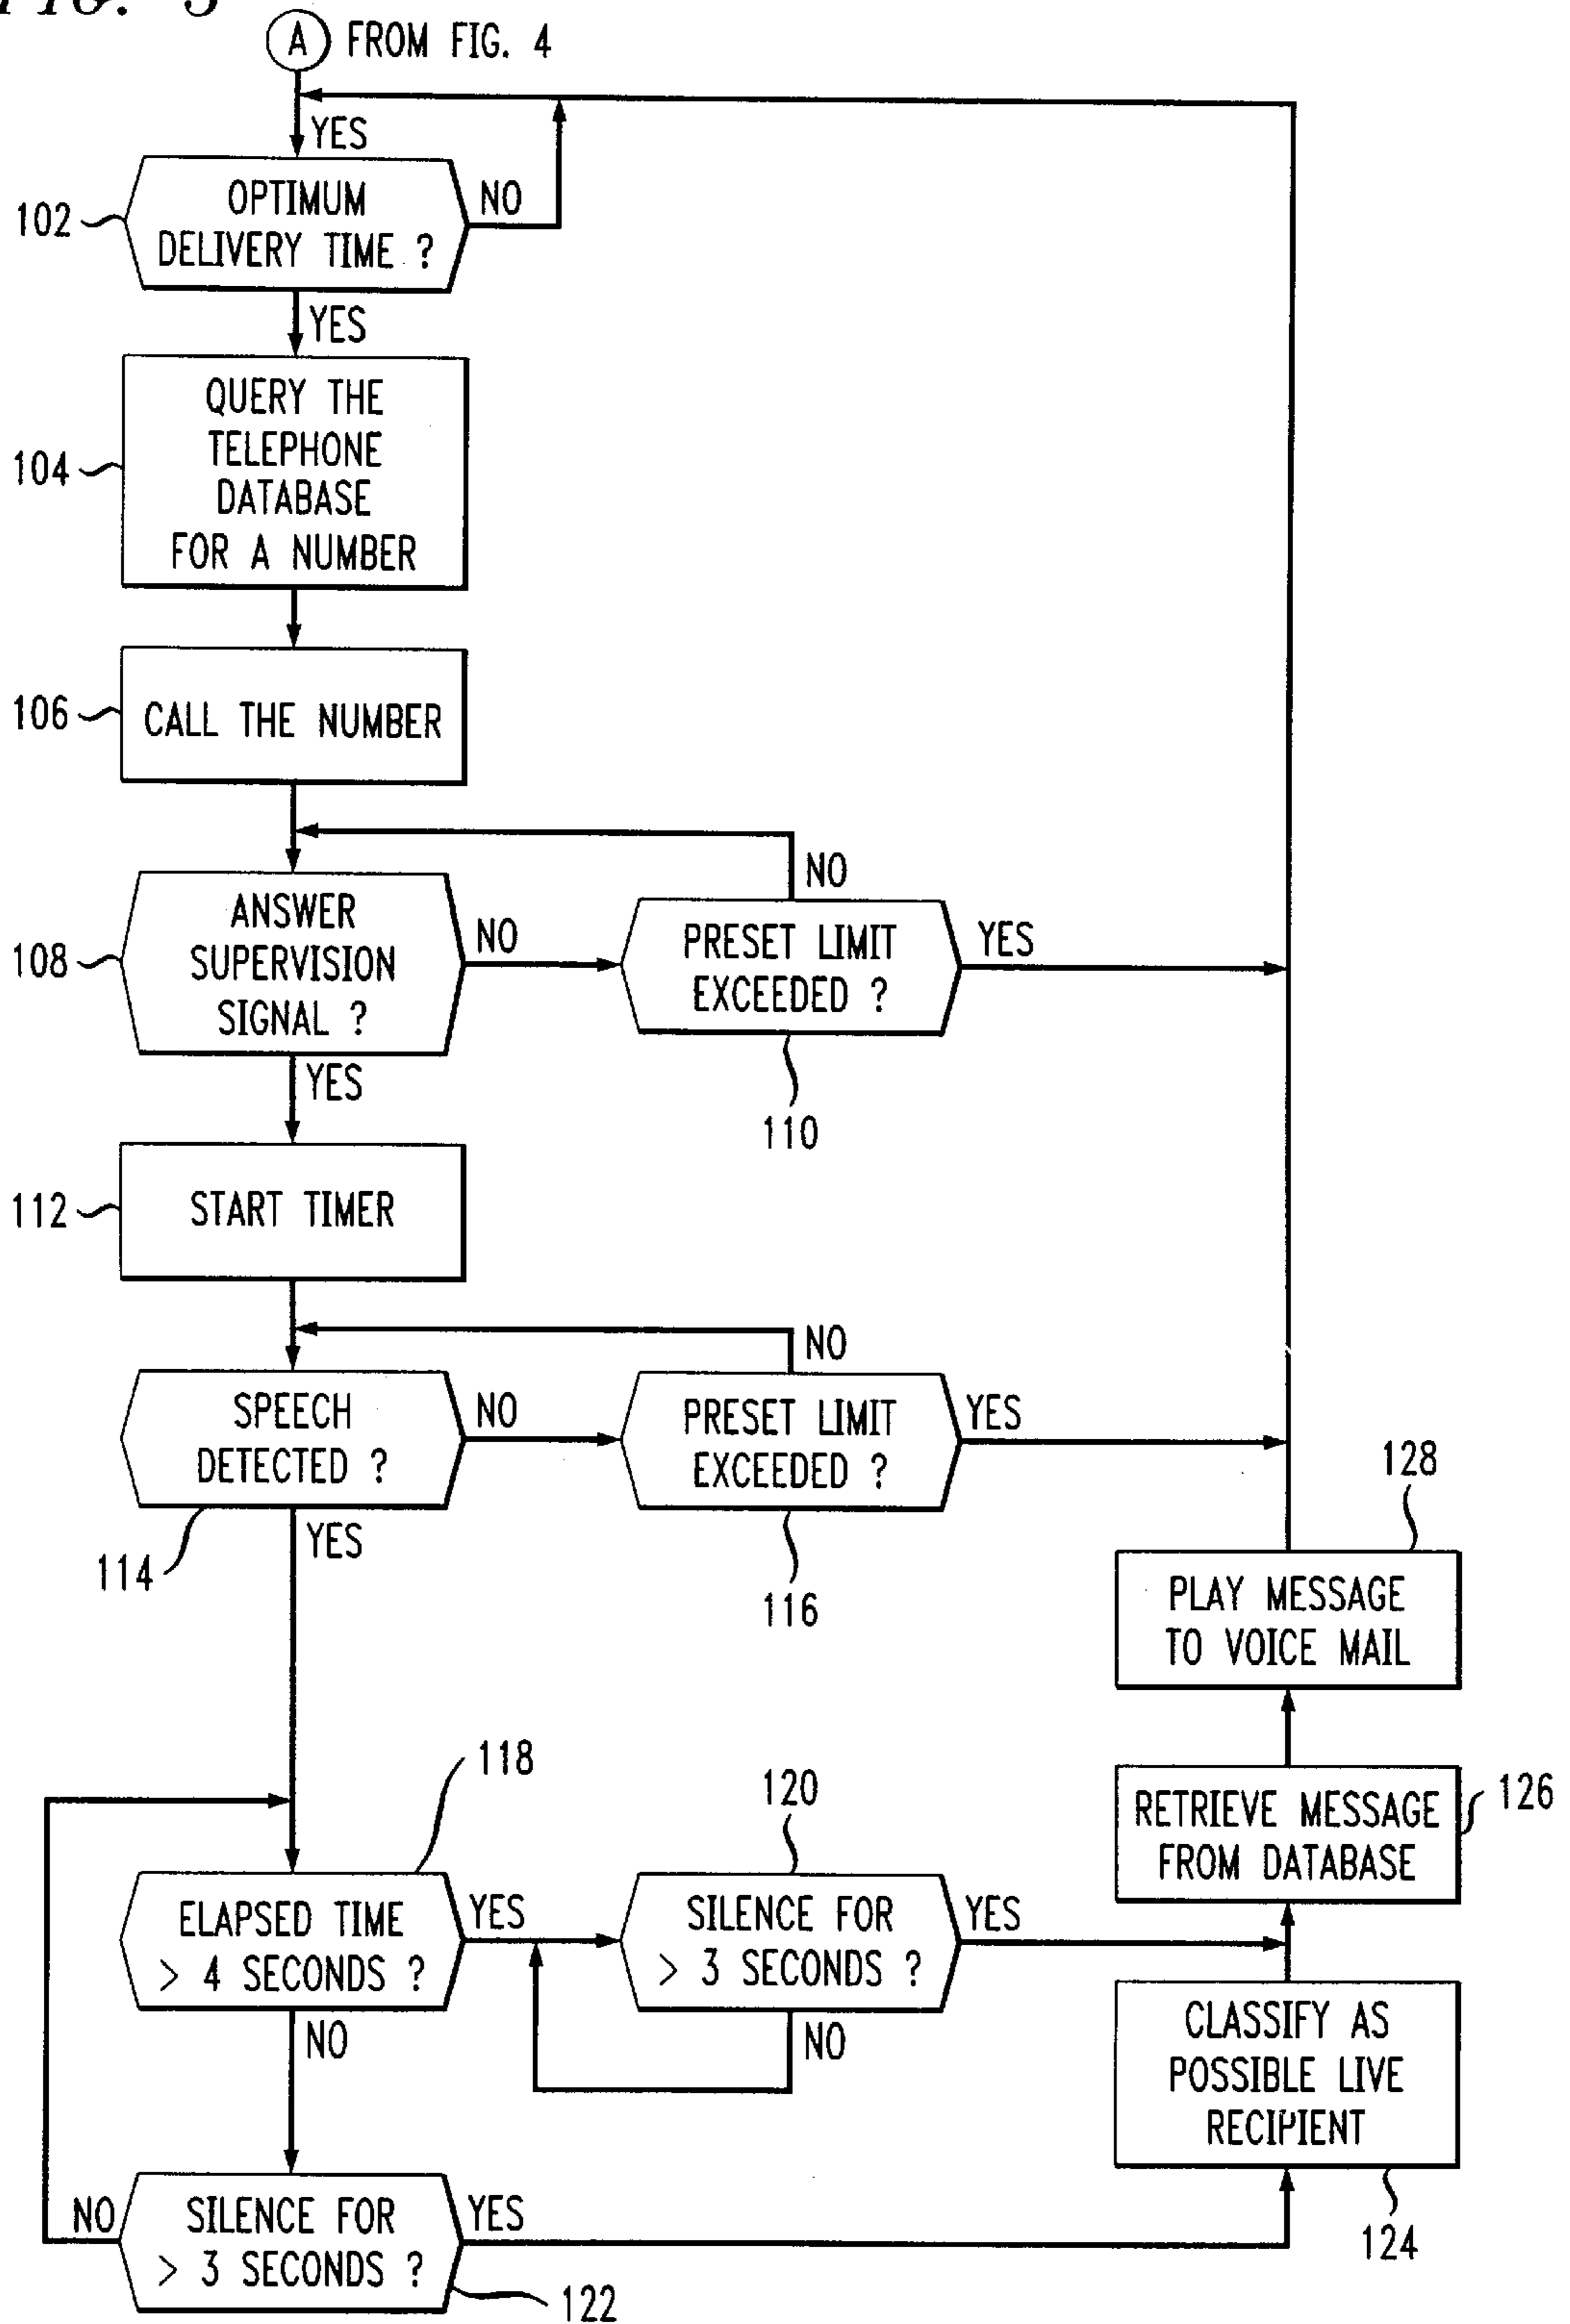 FIG. 5
A FROM FIG. 4
YES
102
OPTIMUM
DELIVERY TIME ?
NO
YES
104
QUERY THE
TELEPHONE
DATABASE
FOR A NUMBER
106
CALL THE NUMBER
108
ANSWER
SUPERVISION
SIGNAL ?
NO
NO
PRESET LIMIT
EXCEEDED ?
YES
110
YES
112
START TIMER
114
SPEECH
DETECTED ?
NO
NO
PRESET LIMIT
EXCEEDED ?
YES
116
YES
128
PLAY MESSAGE
TO VOICE MAIL
118
120
126
RETRIEVE MESSAGE
FROM DATABASE
ELAPSED TIME
> 4 SECONDS ?
YES
SILENCE FOR
> 3 SECONDS ?
YES
NO
NO
CLASSIFY AS
POSSIBLE LIVE
RECIPIENT
124
NO
SILENCE FOR
> 3 SECONDS ?
YES
122